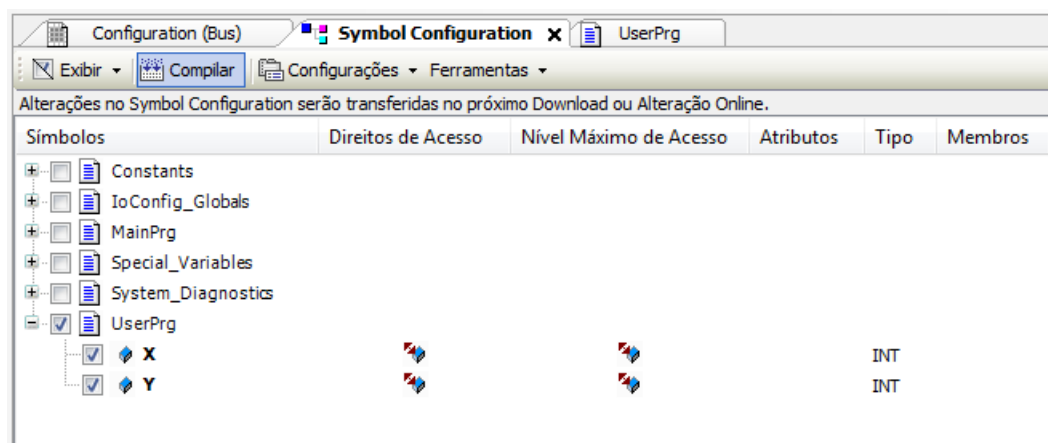 Configuration (Bus) Symbol Configuration x UserPrg
Exibir Compilar Configurações Ferramentas
Alterações no Symbol Configuration serão transferidas no próximo Download ou Alteração Online.
Símbolos Direitos de Acesso Nível Máximo de Acesso Atributos Tipo Membros
Constants
IoConfig_Globals
MainPrg
Special_Variables
System_Diagnostics
UserPrg
X INT
Y INT